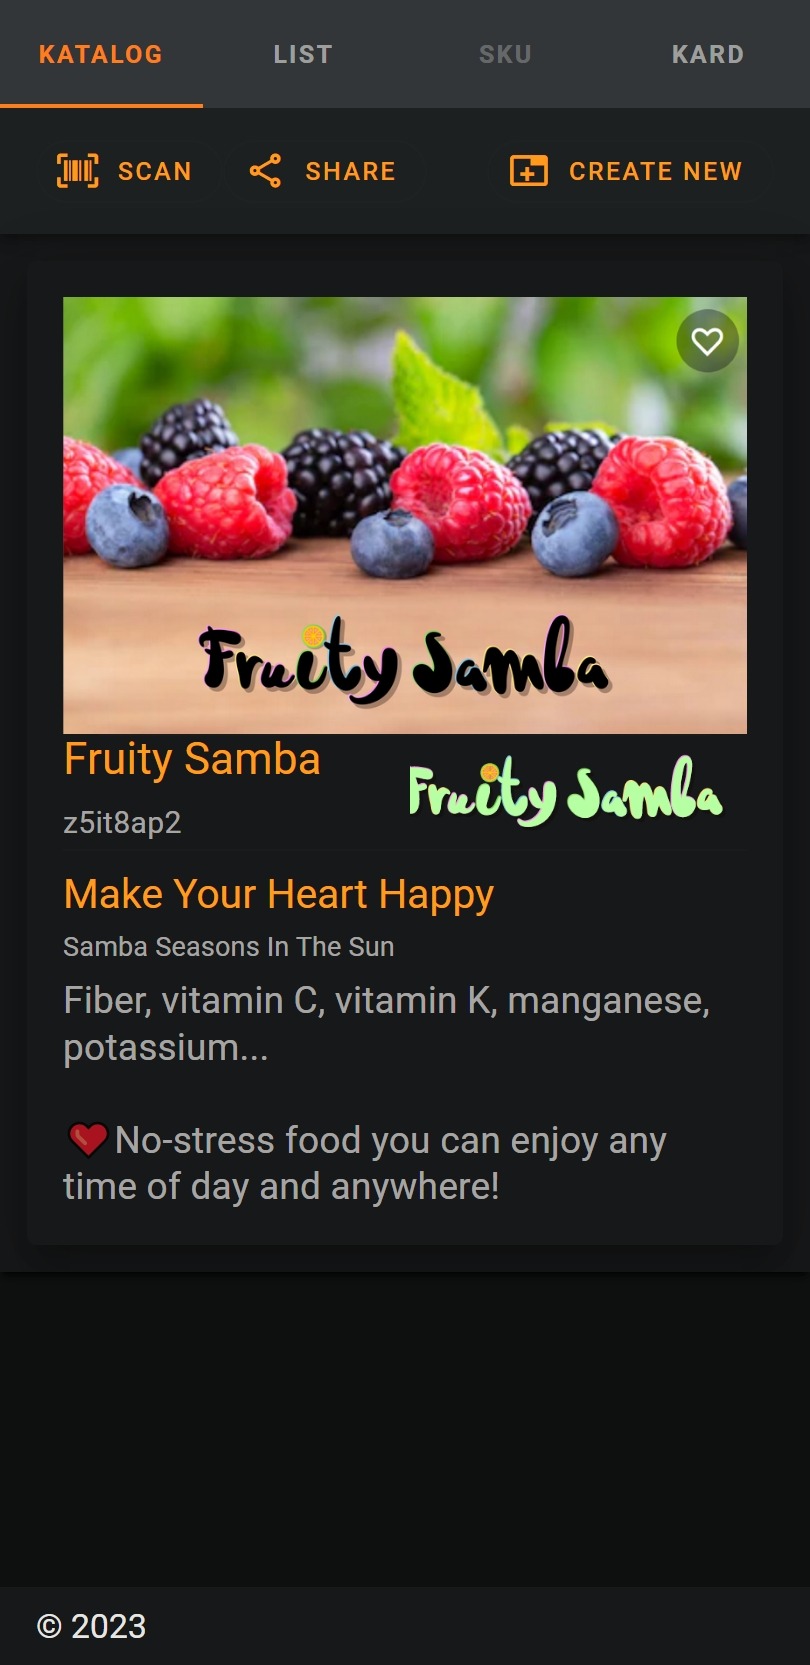 KATALOG LIST SKU KARD
SCAN SHARE CREATE NEW
Fruity Samba
Fruity Samba
Fruity Samba
z5it8ap2
Make Your Heart Happy
Samba Seasons In The Sun
Fiber, vitamin C, vitamin K, manganese,
potassium...
❤️No-stress food you can enjoy any
time of day and anywhere!
© 2023